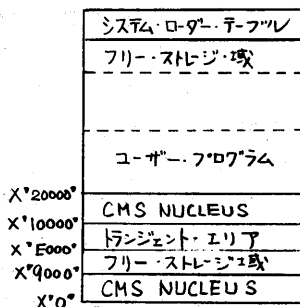 システム・ローダー・テーブル
フリー・ストレージ・域
ユーザー・プログラム
X'20000'
CMS NUCLEUS
X'10000'
トランジェント・エリア
X'E000'
フリー・ストレージ域
X'9000'
CMS NUCLEUS
X'0'